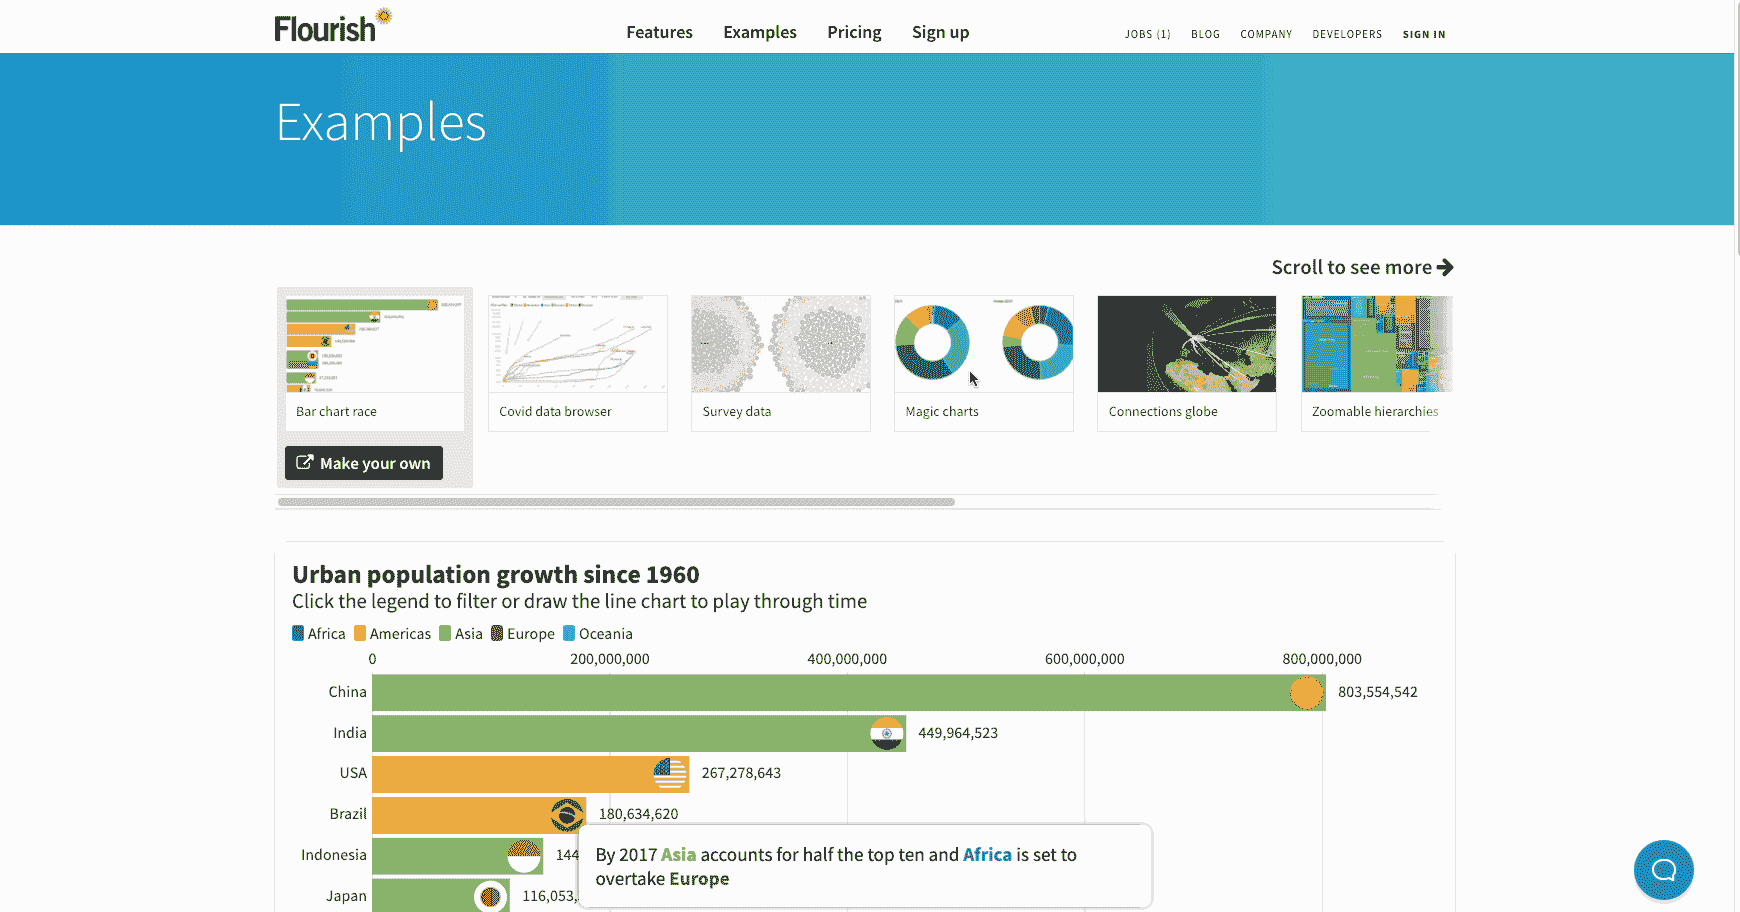 Flourish
Features Examples Pricing Sign up
JOBS (1) BLOG COMPANY DEVELOPERS SIGN IN
Examples
Scroll to see more
Bar chart race
Covid data browser
Survey data
Magic charts
Connections globe
Zoomable hierarchies
Make your own
Urban population growth since 1960
Click the legend to filter or draw the line chart to play through time
Africa Americas Asia Europe Oceania
0 200,000,000 400,000,000 600,000,000 800,000,000
China 803,554,542
India 449,964,523
USA 267,278,643
Brazil 180,634,620
Indonesia 144
Japan 116,053,
By 2017 Asia accounts for half the top ten and Africa is set to
overtake Europe